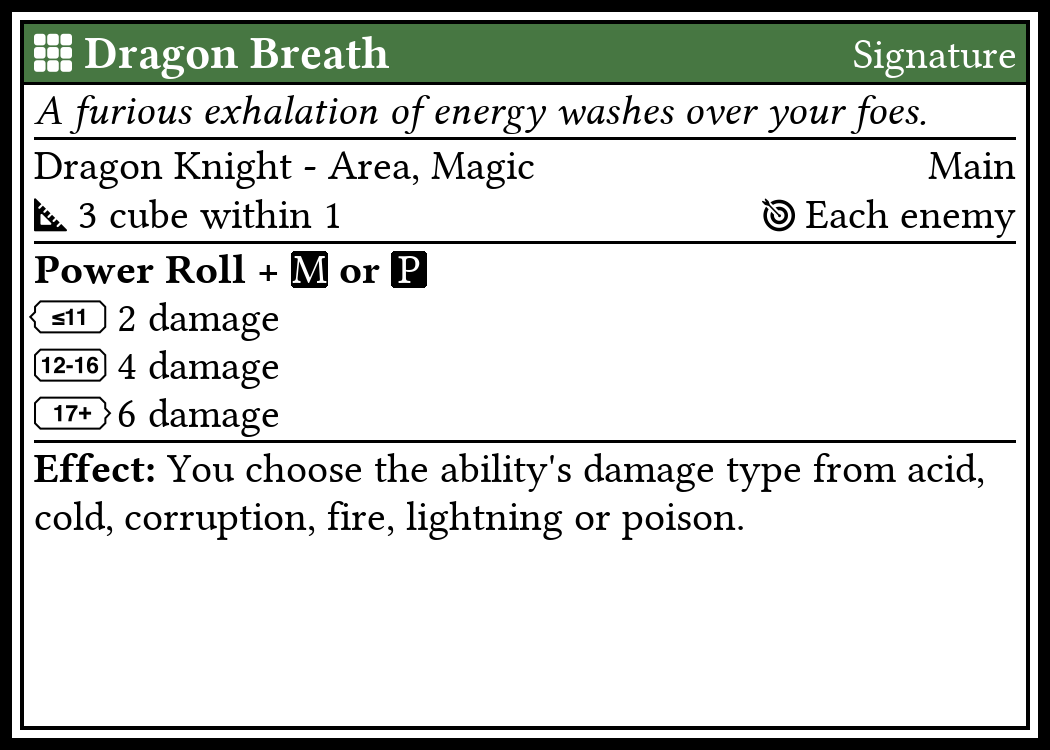 Dragon Breath Signature
A furious exhalation of energy washes over your foes.
Dragon Knight - Area, Magic Main
3 cube within 1 Each enemy
Power Roll + M or P
≤11 2 damage
12-16 4 damage
17+ 6 damage
Effect: You choose the ability's damage type from acid,
cold, corruption, fire, lightning or poison.